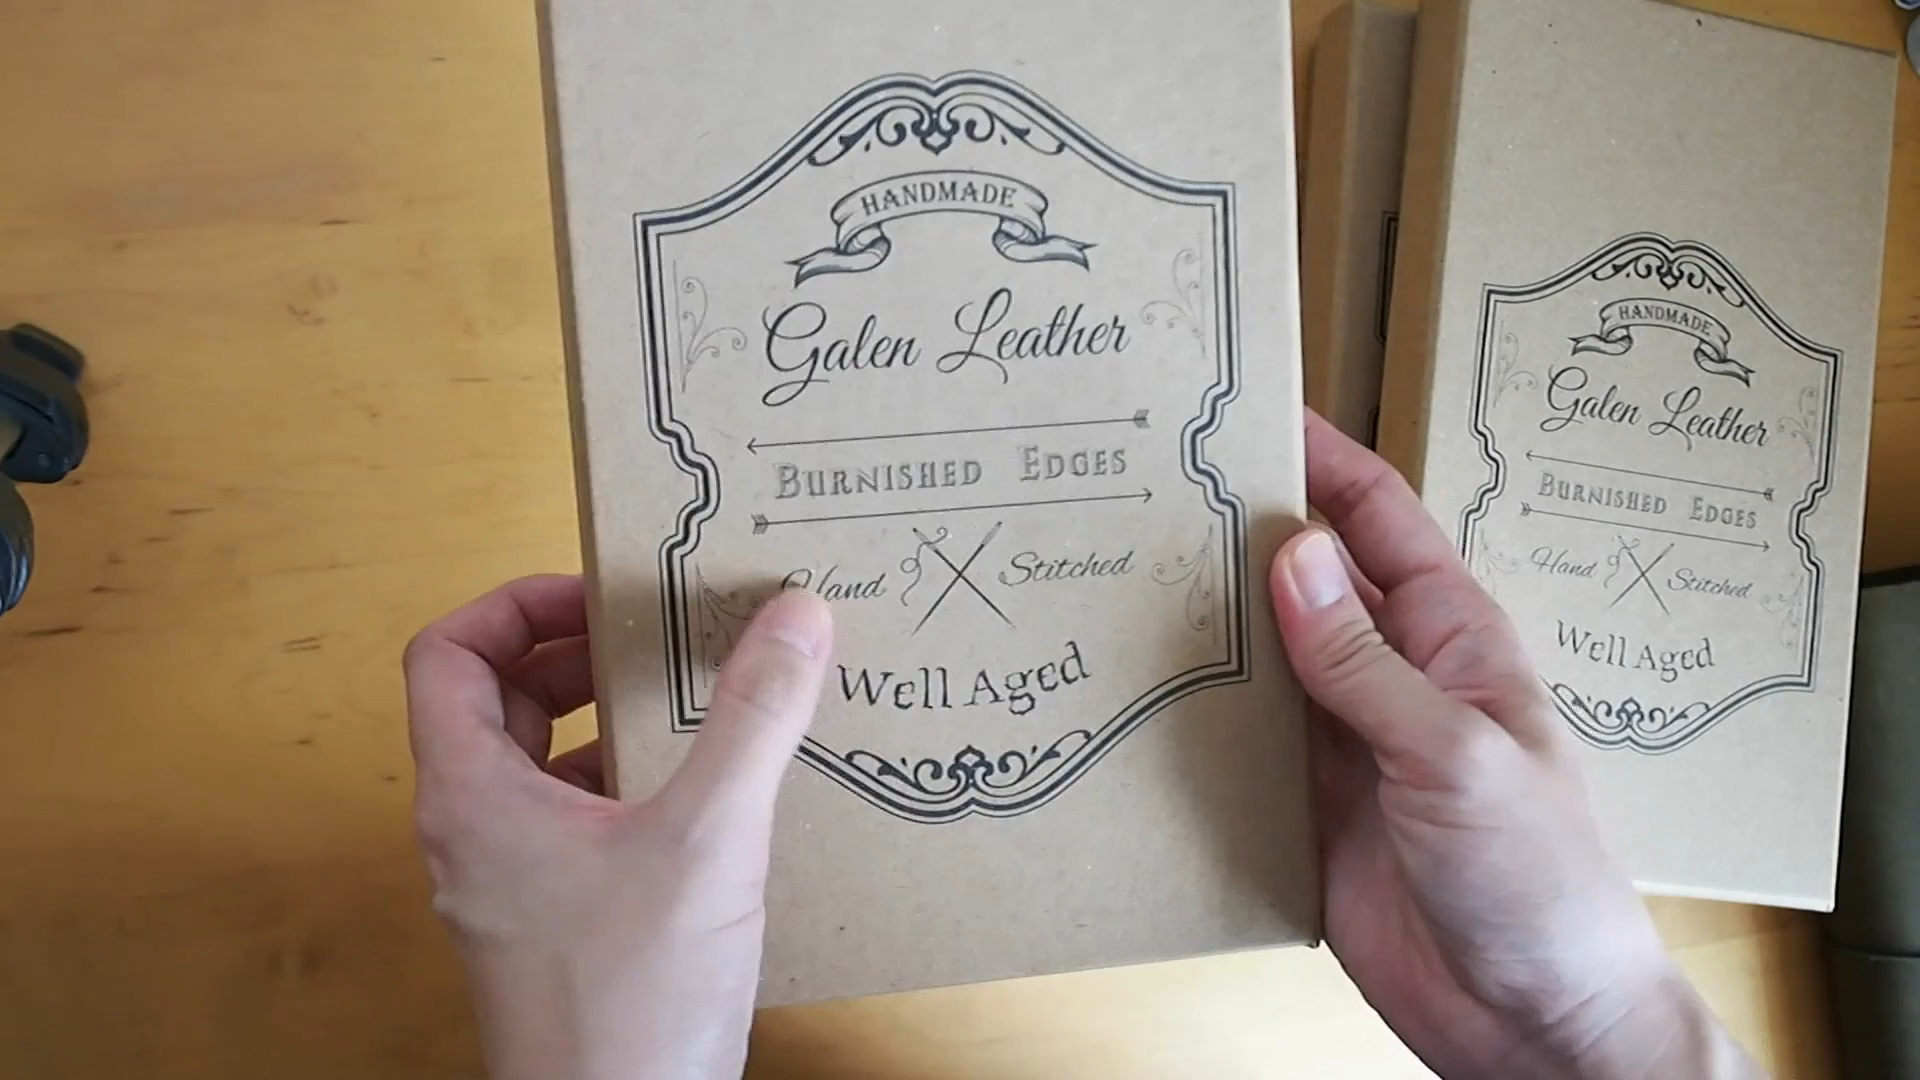 HANDMADE
Galen Leather
BURNISHED EDGES
Hand Stitched
Well Aged
HANDMADE
Galen Leather
BURNISHED EDGES
Hand Stitched
Well Aged